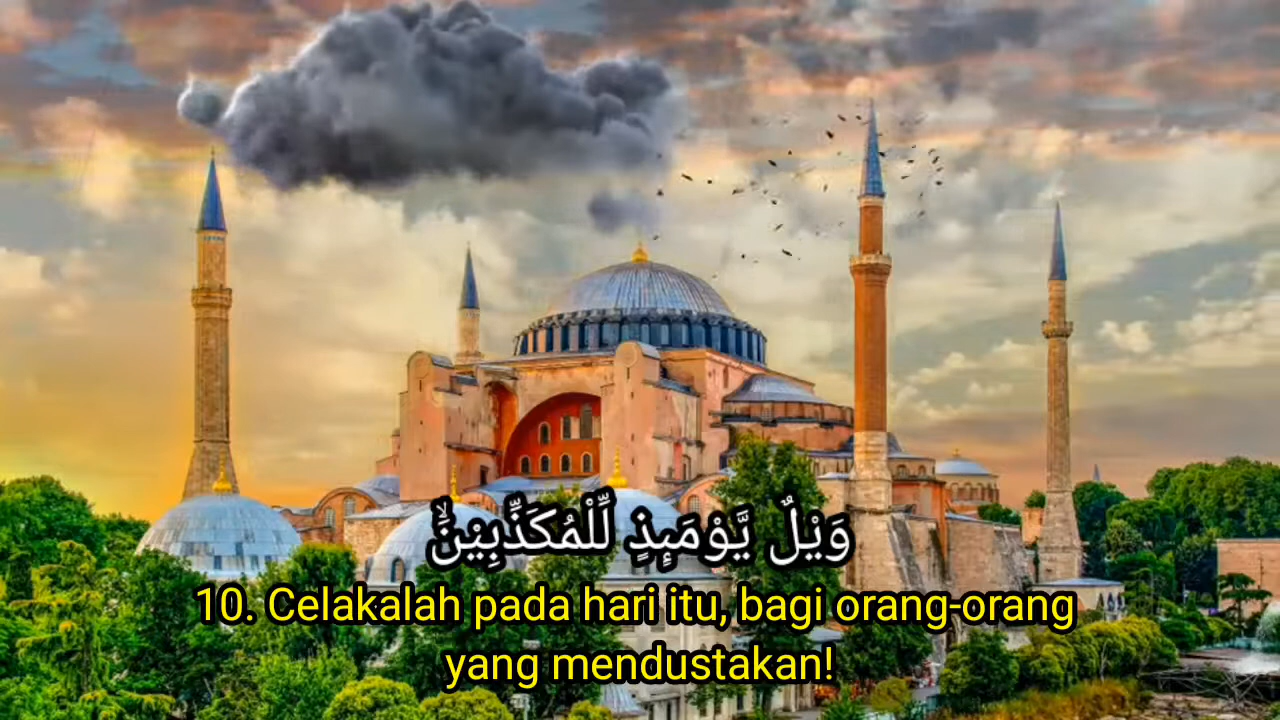 وَيْلٌ يَّوْمَىِٕذٍ لِّلْمُكَذِّبِيْنَۙ
10. Celakalah pada hari itu, bagi orang-orang
yang mendustakan!